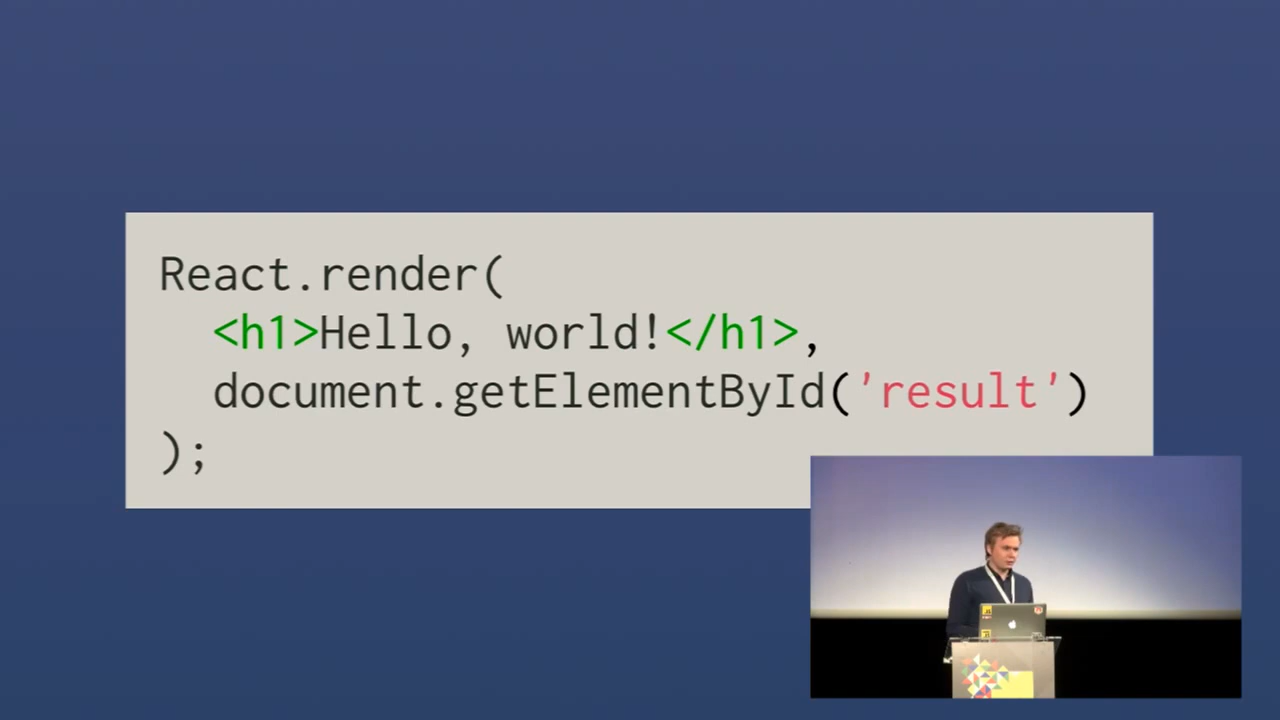 React.render(
<h1>Hello, world!</h1>,
document.getElementById('result')
);